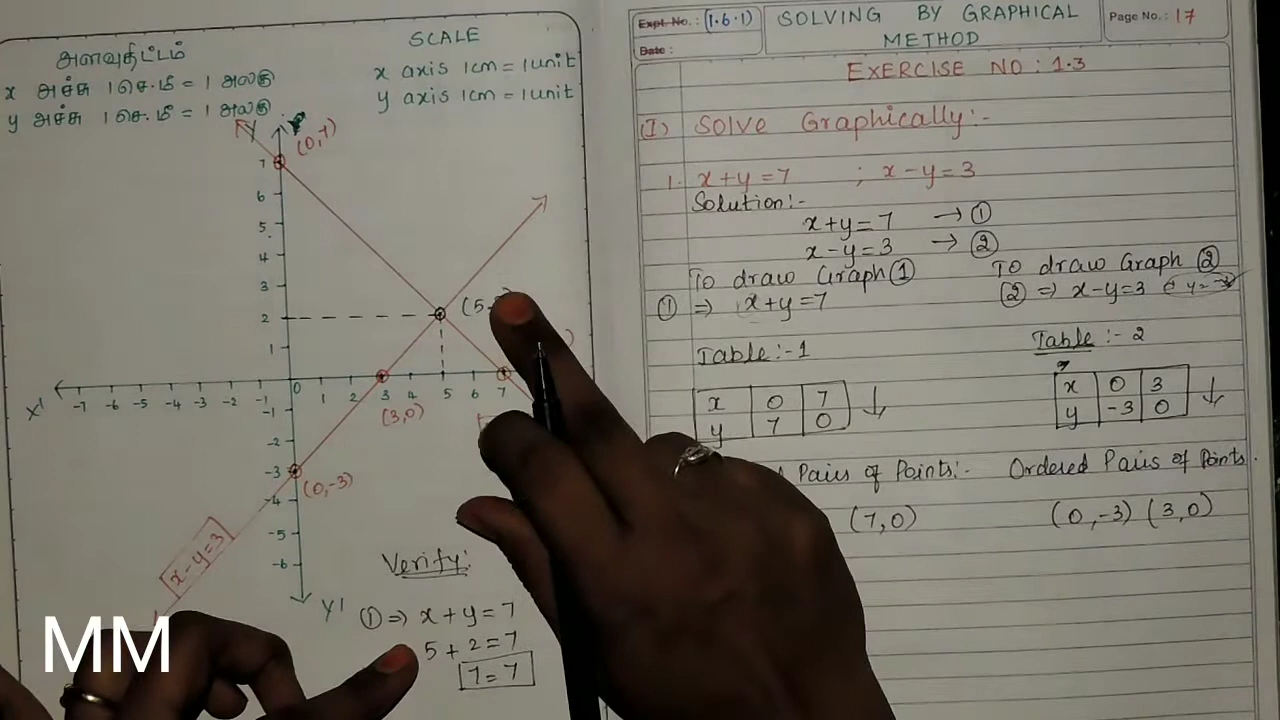 அளவுதிட்டம்
x அச்சு 1 செ.மீ = 1 அலகு
y அச்சு 1 செ.மீ = 1 அலகு
SCALE
x axis 1cm = 1unit
y axis 1cm = 1unit
Y
(0,7)
7
6
5
4
3
2
1
(5,
X'
-7 -6 -5 -4 -3 -2 -1 0 1 2 3 4 5 6 7
(3,0)
-1
-2
-3
(0,-3)
-4
-5
-6
Y'
x-y=3
Verify:
① => x + y = 7
5 + 2 = 7
7 = 7
MM
Expt. No. : (1.6.1)
Date :
SOLVING BY GRAPHICAL METHOD
Page No. : 17
EXERCISE NO : 1.3
(I) Solve Graphically:-
1. x+y=7 ; x-y=3
Solution:-
x+y=7 → ①
x-y=3 → ②
To draw Graph ① To draw Graph ②
① => x+y=7 ② => x-y=3
Table:-1 Table:-2
x 0 7
y 7 0
x 0 3
y -3 0
Pairs of Points:- Ordered Pairs of Points.
(7,0) (0,-3) (3,0)